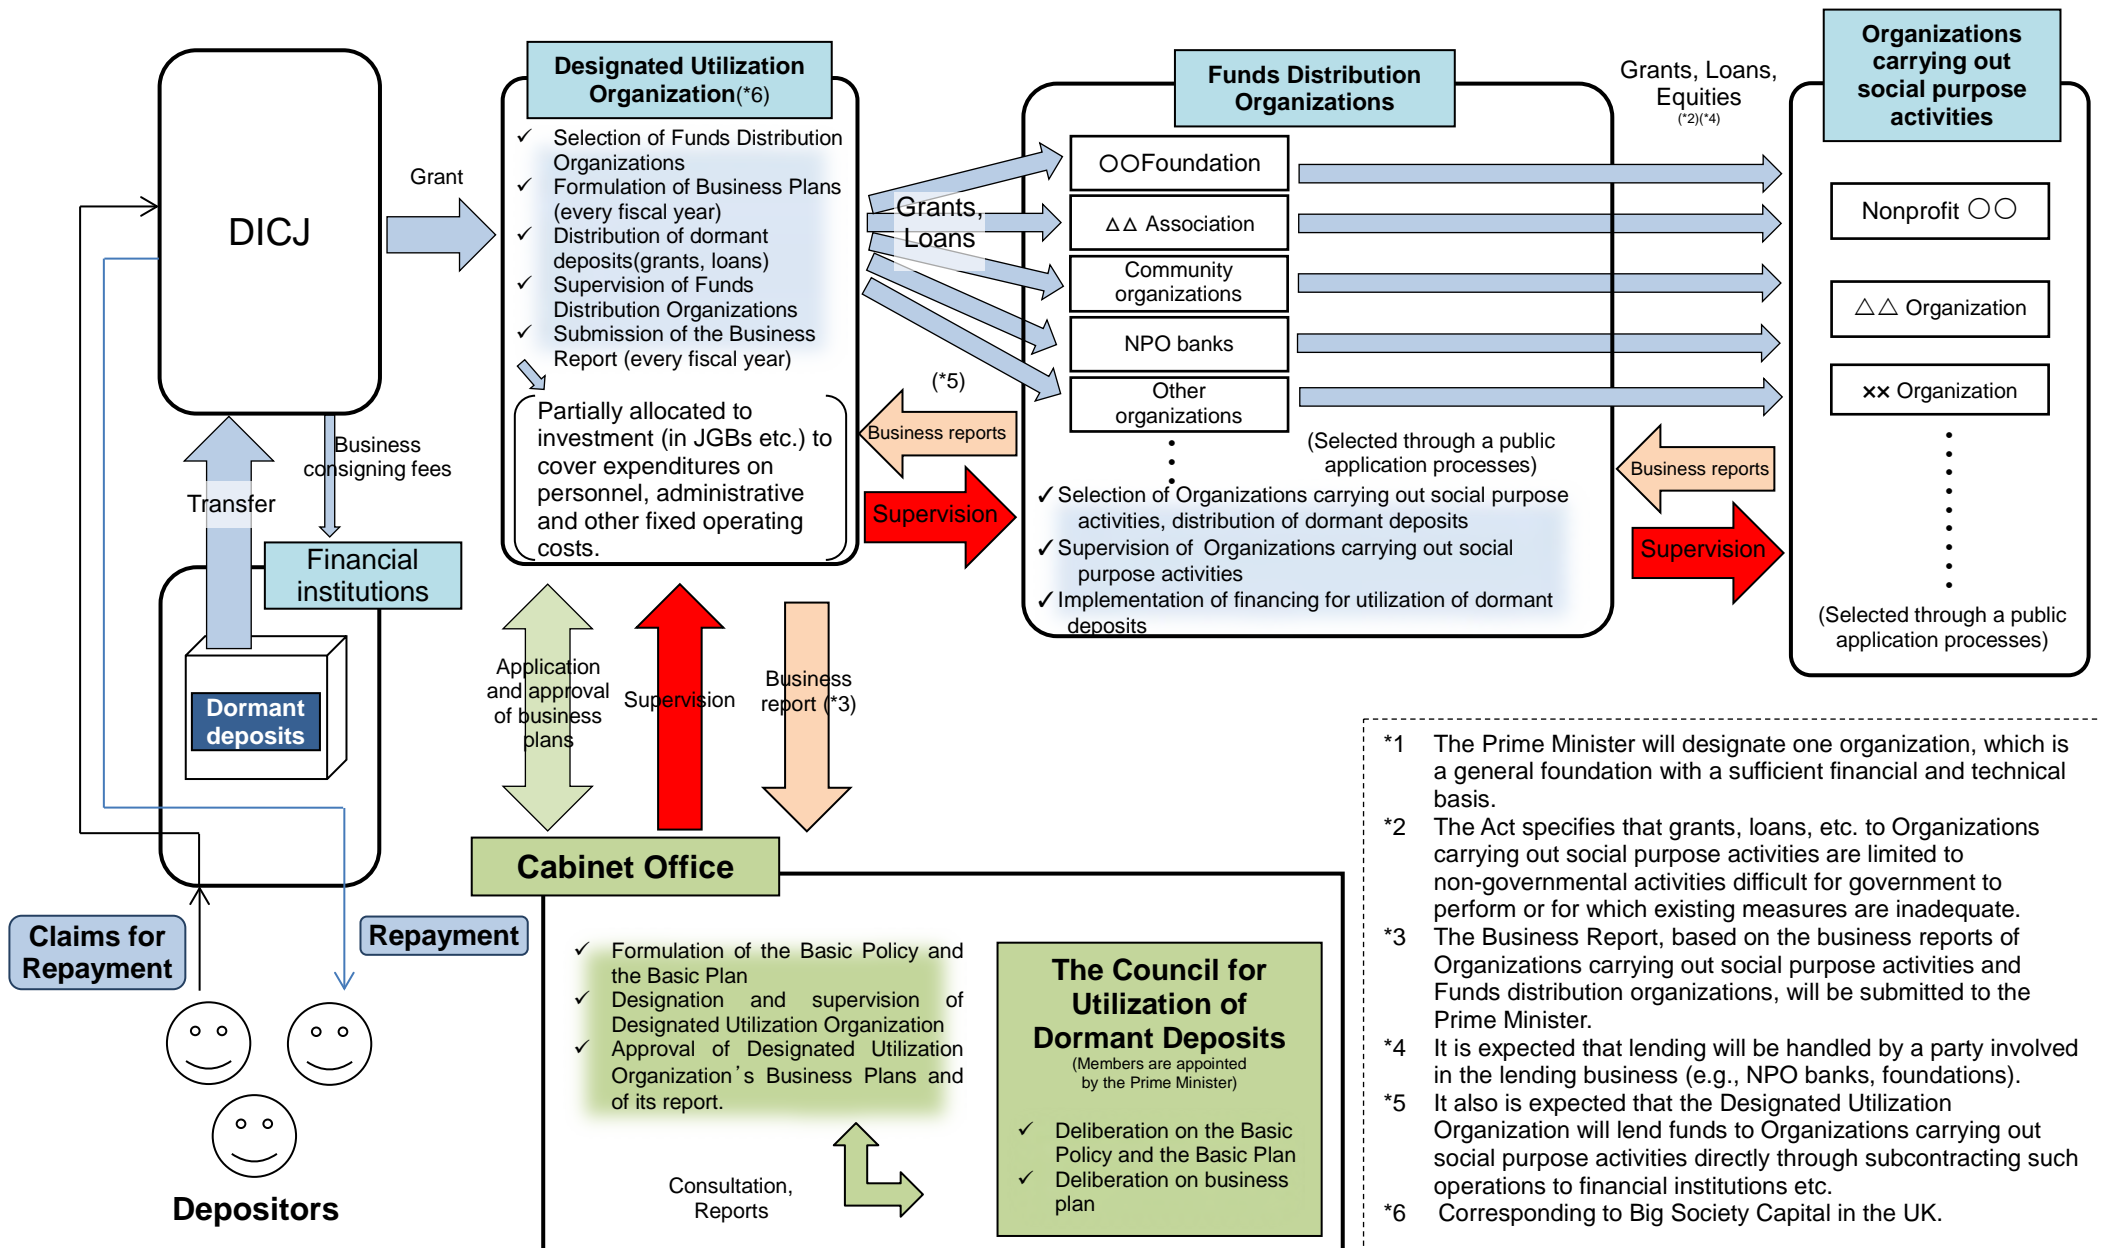 DICJ
Grant
Transfer
Business
consigning fees
Financial
institutions
Dormant
deposits
Claims for
Repayment
Repayment
Depositors
Designated Utilization
Organization(*6)
✓ Selection of Funds Distribution
Organizations
✓ Formulation of Business Plans
(every fiscal year)
✓ Distribution of dormant
deposits(grants, loans)
✓ Supervision of Funds
Distribution Organizations
✓ Submission of the Business
Report (every fiscal year)
Partially allocated to
investment (in JGBs etc.) to
cover expenditures on
personnel, administrative
and other fixed operating
costs.
Grants,
Loans
(*5)
Business reports
Supervision
Funds Distribution
Organizations
○○Foundation
△△ Association
Community
organizations
NPO banks
Other
organizations
(Selected through a public
application processes)
✓Selection of Organizations carrying out social purpose
activities, distribution of dormant deposits
✓Supervision of Organizations carrying out social
purpose activities
✓Implementation of financing for utilization of dormant
deposits
Grants, Loans,
Equities
(*2)(*4)
Business reports
Supervision
Organizations
carrying out
social purpose
activities
Nonprofit ○○
△△ Organization
×× Organization
(Selected through a public
application processes)
Application
and approval
of business
plans
Supervision
Business
report (*3)
Cabinet Office
✓ Formulation of the Basic Policy and
the Basic Plan
✓ Designation and supervision of
Designated Utilization Organization
✓ Approval of Designated Utilization
Organization's Business Plans and
of its report.
Consultation,
Reports
The Council for
Utilization of
Dormant Deposits
(Members are appointed
by the Prime Minister)
✓ Deliberation on the Basic
Policy and the Basic Plan
✓ Deliberation on business
plan
*1 The Prime Minister will designate one organization, which is
a general foundation with a sufficient financial and technical
basis.
*2 The Act specifies that grants, loans, etc. to Organizations
carrying out social purpose activities are limited to
non-governmental activities difficult for government to
perform or for which existing measures are inadequate.
*3 The Business Report, based on the business reports of
Organizations carrying out social purpose activities and
Funds distribution organizations, will be submitted to the
Prime Minister.
*4 It is expected that lending will be handled by a party involved
in the lending business (e.g., NPO banks, foundations).
*5 It also is expected that the Designated Utilization
Organization will lend funds to Organizations carrying out
social purpose activities directly through subcontracting such
operations to financial institutions etc.
*6 Corresponding to Big Society Capital in the UK.